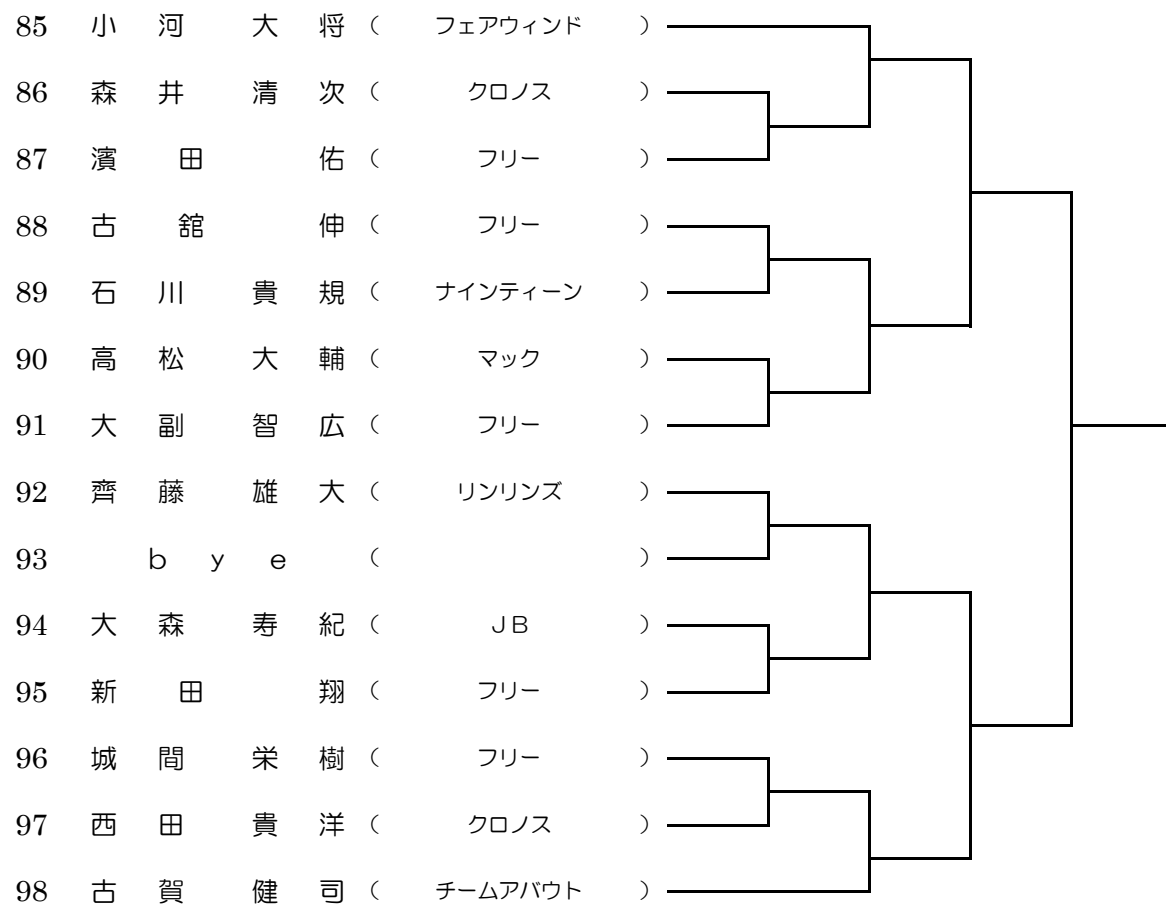 85 小河 大将 （ フェアウィンド ）
86 森井 清次 （ クロノス ）
87 濱田 佑 （ フリー ）
88 古舘 伸 （ フリー ）
89 石川 貴規 （ ナインティーン ）
90 高松 大輔 （ マック ）
91 大副 智広 （ フリー ）
92 齊藤 雄大 （ リンリンズ ）
93 ｂｙｅ （ ）
94 大森 寿紀 （ ＪＢ ）
95 新田 翔 （ フリー ）
96 城間 栄樹 （ フリー ）
97 西田 貴洋 （ クロノス ）
98 古賀 健司 （ チームアバウト ）